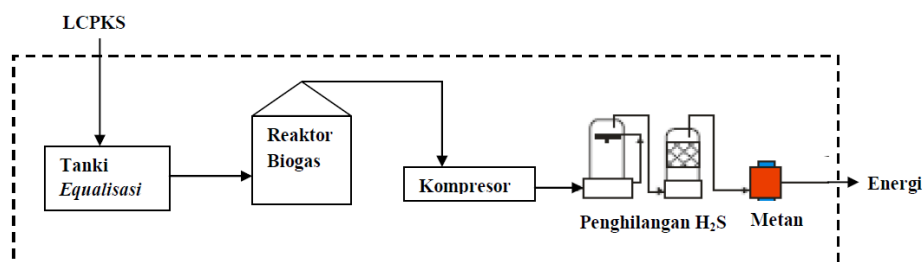 LCPKS
Tanki
Equalisasi
Reaktor
Biogas
Kompresor
Penghilangan H₂S
Metan
Energi